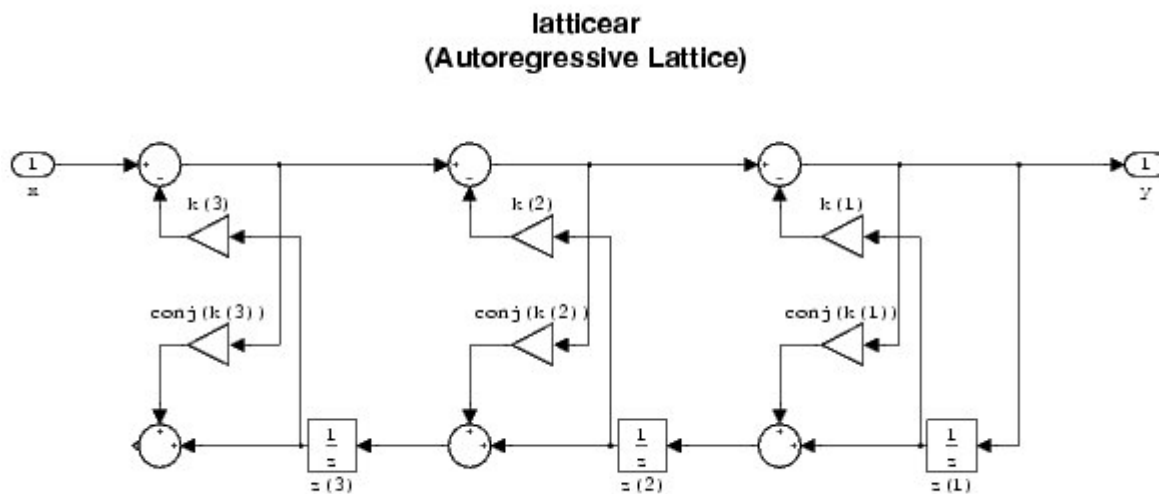 latticear
(Autoregressive Lattice)
1
x
+
-
+
-
+
-
1
y
k(3)
k(2)
k(1)
conj(k(3))
conj(k(2))
conj(k(1))
+
+
+
+
+
+
1
z
1
z
1
z
z(3)
z(2)
z(1)